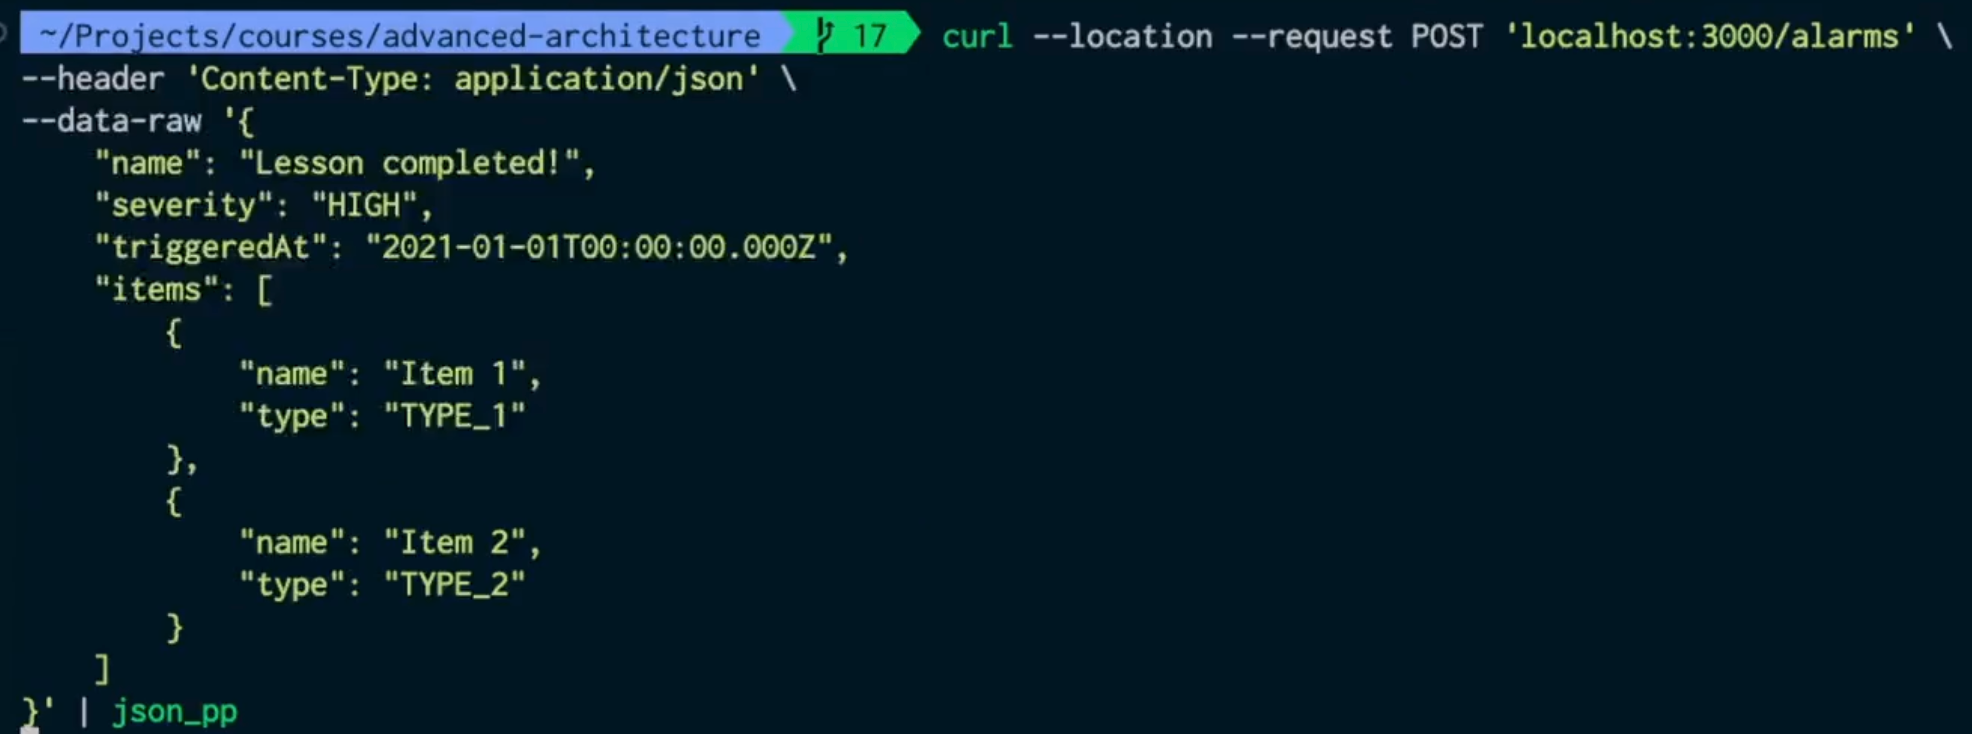 ~/Projects/courses/advanced-architecture 17 curl --location --request POST 'localhost:3000/alarms' \
--header 'Content-Type: application/json' \
--data-raw '{
"name": "Lesson completed!",
"severity": "HIGH",
"triggeredAt": "2021-01-01T00:00:00.000Z",
"items": [
{
"name": "Item 1",
"type": "TYPE_1"
},
{
"name": "Item 2",
"type": "TYPE_2"
}
]
}' | json_pp